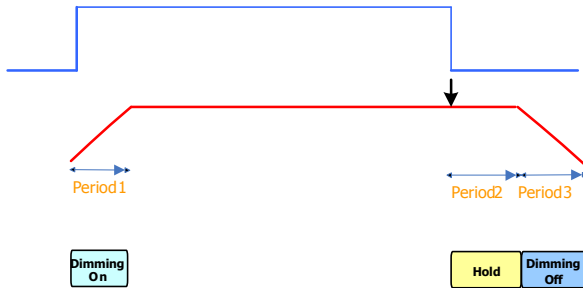 Period1
Period2
Period3
Dimming
On
Hold
Dimming
Off